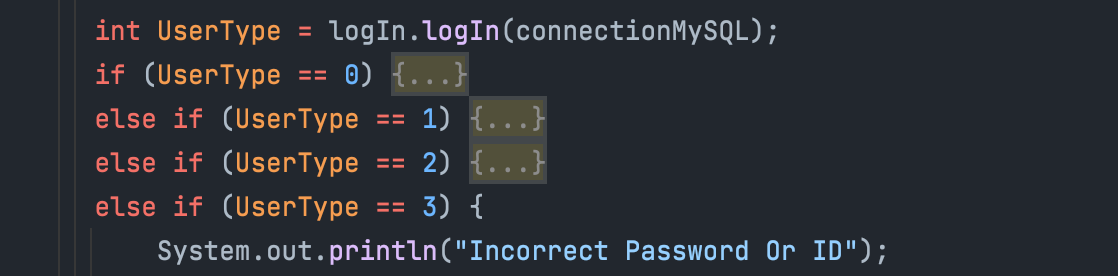 int UserType = logIn.logIn(connectionMySQL);
if (UserType == 0) {...}
else if (UserType == 1) {...}
else if (UserType == 2) {...}
else if (UserType == 3) {
System.out.println("Incorrect Password Or ID");